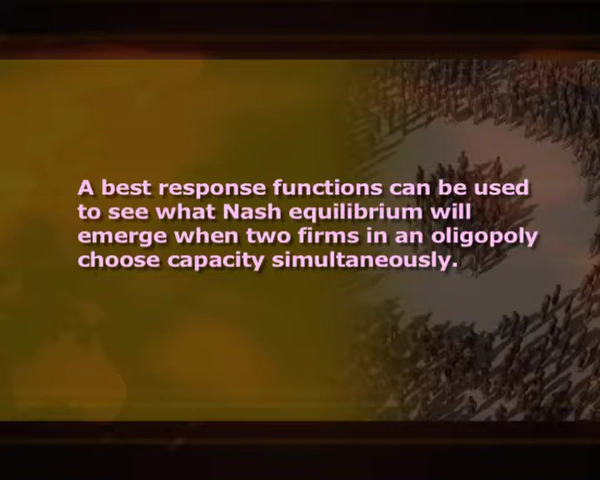 A best response functions can be used
to see what Nash equilibrium will
emerge when two firms in an oligopoly
choose capacity simultaneously.